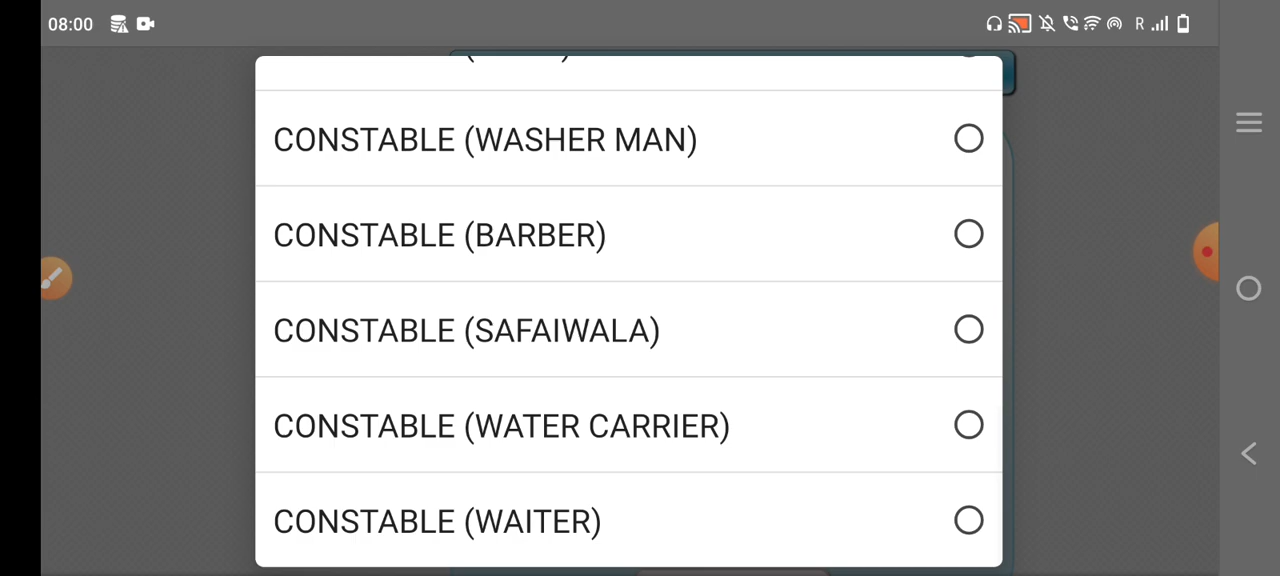 08:00
R
CONSTABLE (WASHER MAN)
CONSTABLE (BARBER)
CONSTABLE (SAFAIWALA)
CONSTABLE (WATER CARRIER)
CONSTABLE (WAITER)